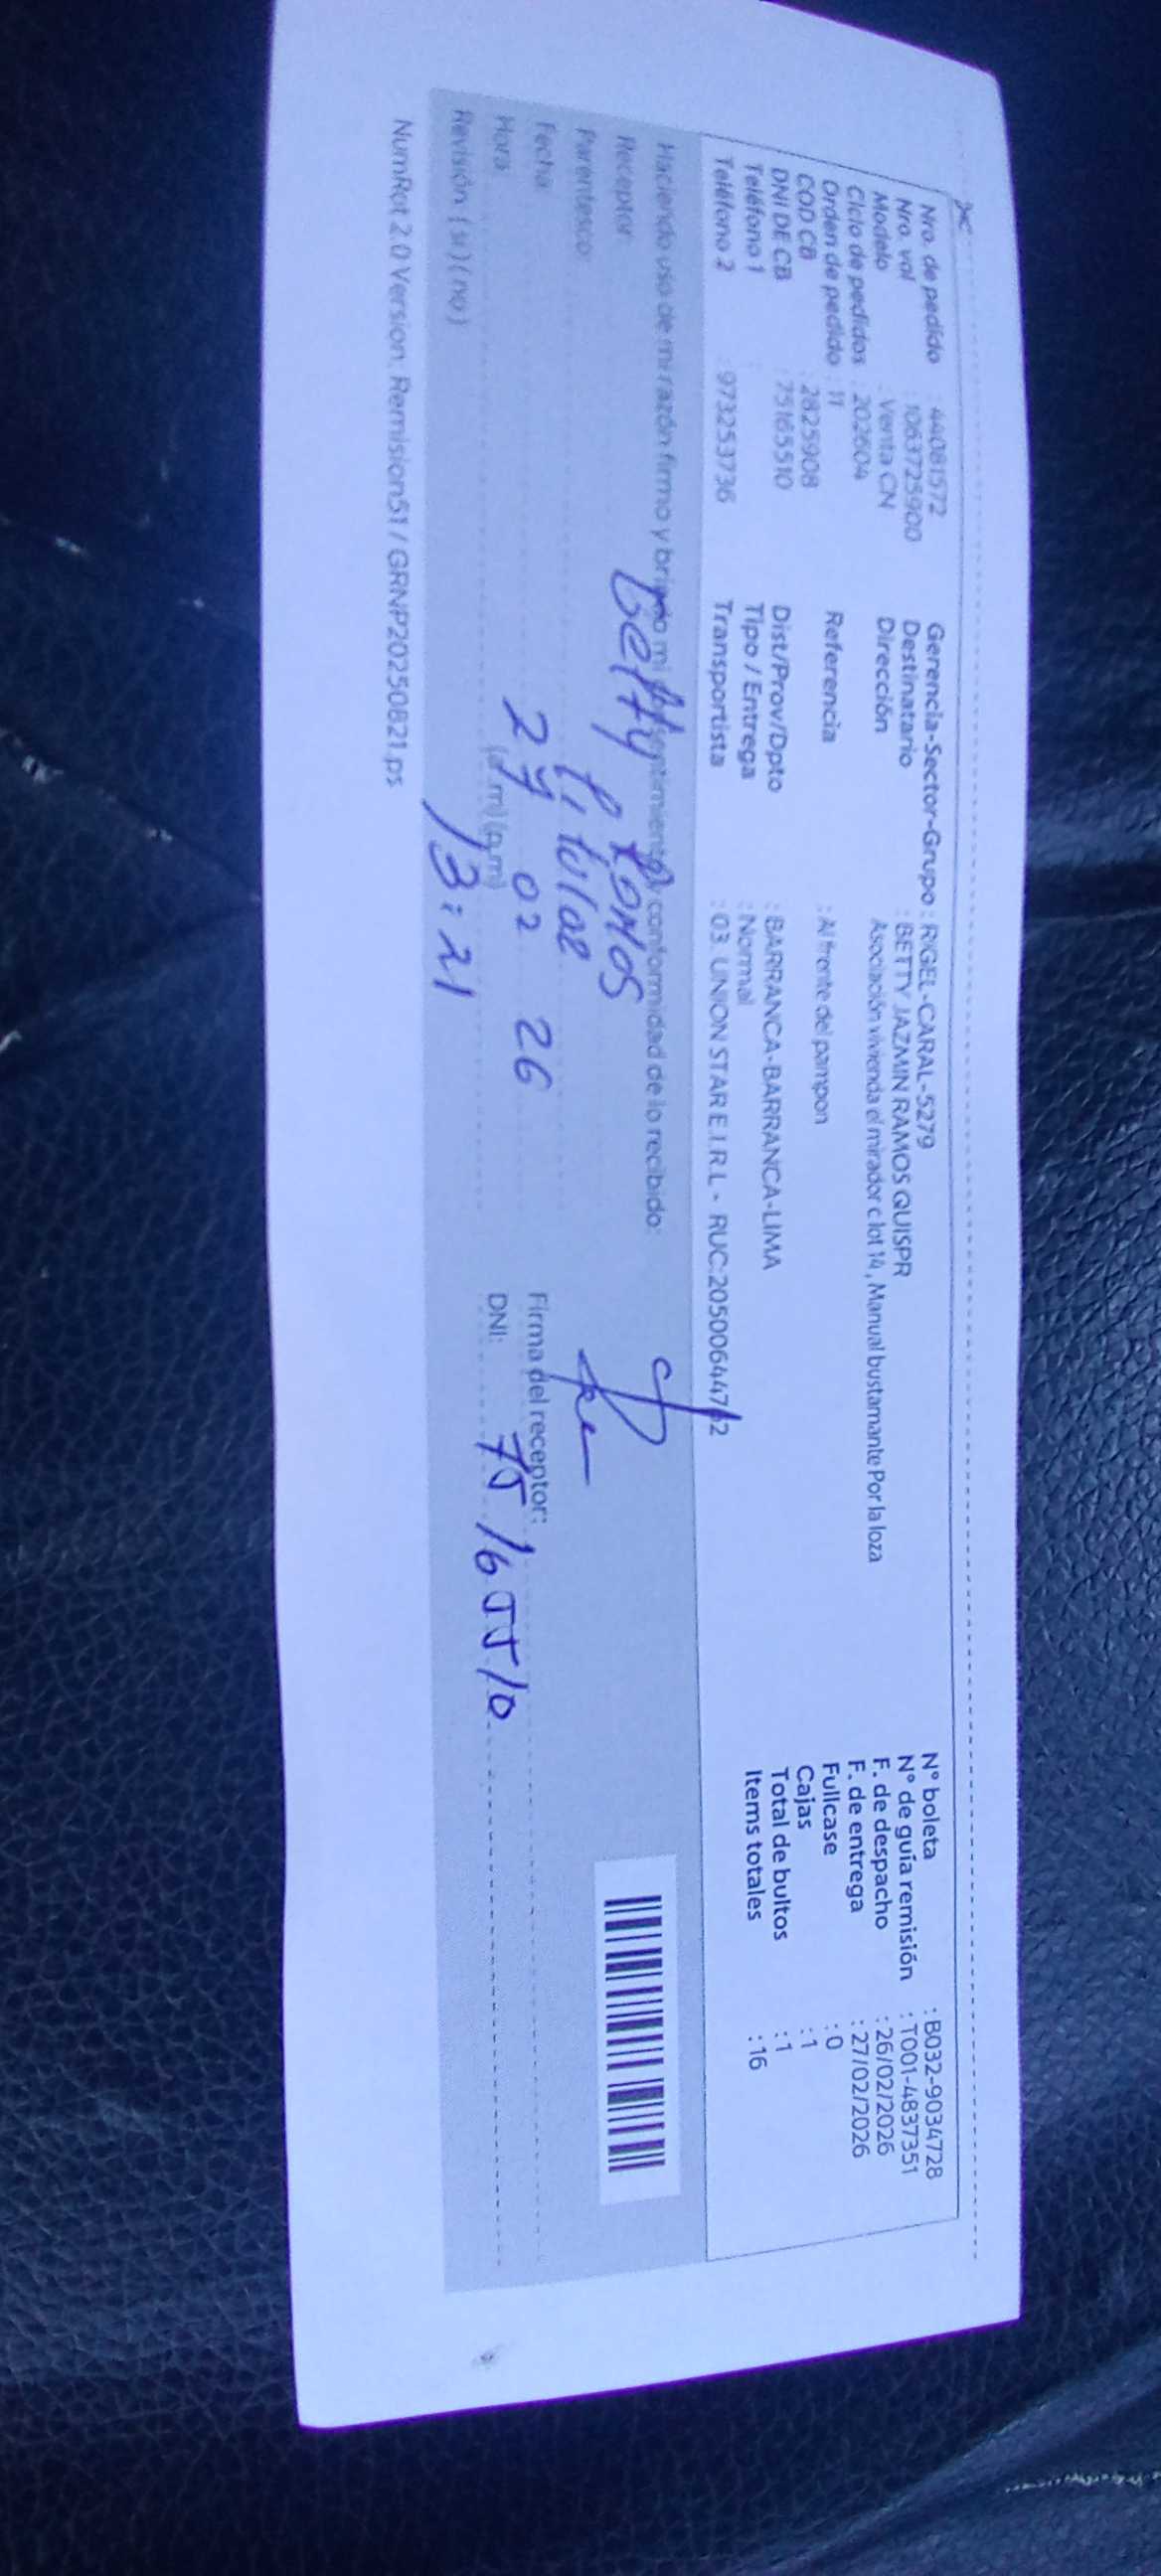 Nro. de pedido : 44081572
Nro. val : 1063725900
Modelo : Venta CN
Ciclo de pedidos : 202604
Orden de pedido : 11
COD CB : 2825908
DNI DE CB : 75165510
Teléfono 1 :
Teléfono 2 : 973253736
Gerencia-Sector-Grupo : RIGEL-CARAL-5279
Destinatario : BETTY JAZMIN RAMOS QUISPR
Dirección Asociación vivienda el mirador c lot 14, Manual bustamante Por la loza
Referencia : Al frente del pampon
Dist/Prov/Dpto : BARRANCA-BARRANCA-LIMA
Tipo / Entrega : Normal
Transportista : 03. UNION STAR E.I.R.L - RUC:20500644762
N° boleta : B032-9034728
N° de guía remisión : T001-4837351
F. de despacho : 26/02/2026
F. de entrega : 27/02/2026
Fullcase : 0
Cajas : 1
Total de bultos : 1
Items totales : 16
Haciendo uso de mi razón firmo y brindo mi conformidad de lo recibido:
Receptor: Betty Ramos
Parentesco: Titular
Fecha 27 02 26
Hora (a.m) (p.m) 13:21
Revisión (si) (no)
Firma del receptor:
DNI: 75165510
NumRot 2.0 Version. Remision51 / GRNP20250821.ps